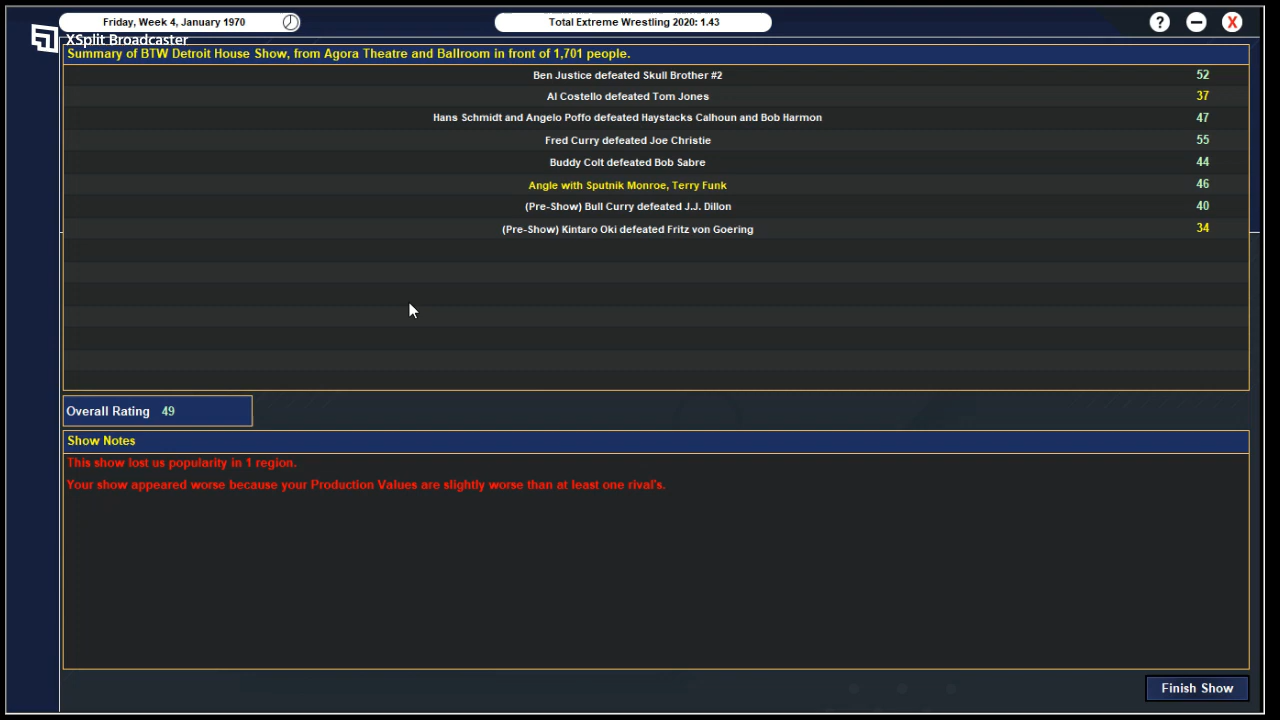 Friday, Week 4, January 1970
Total Extreme Wrestling 2020: 1.43
?
X
XSplit Broadcaster
Summary of BTW Detroit House Show, from Agora Theatre and Ballroom in front of 1,701 people.
Ben Justice defeated Skull Brother #2 52
Al Costello defeated Tom Jones 37
Hans Schmidt and Angelo Poffo defeated Haystacks Calhoun and Bob Harmon 47
Fred Curry defeated Joe Christie 55
Buddy Colt defeated Bob Sabre 44
Angle with Sputnik Monroe, Terry Funk 46
(Pre-Show) Bull Curry defeated J.J. Dillon 40
(Pre-Show) Kintaro Oki defeated Fritz von Goering 34
Overall Rating 49
Show Notes
This show lost us popularity in 1 region.
Your show appeared worse because your Production Values are slightly worse than at least one rival's.
Finish Show